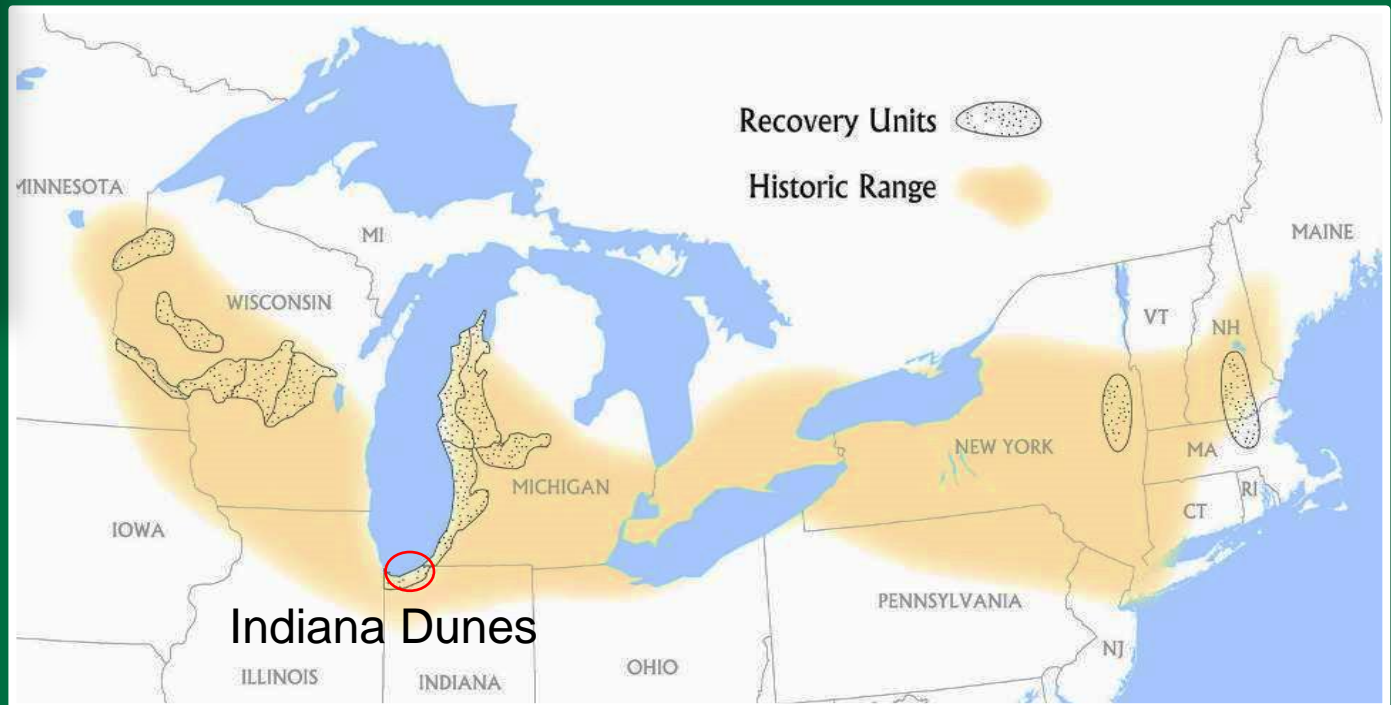 Recovery Units
Historic Range
MINNESOTA
MI
MAINE
WISCONSIN
VT
NH
NEW YORK
MA
MICHIGAN
RI
CT
IOWA
PENNSYLVANIA
Indiana Dunes
NJ
OHIO
ILLINOIS
INDIANA